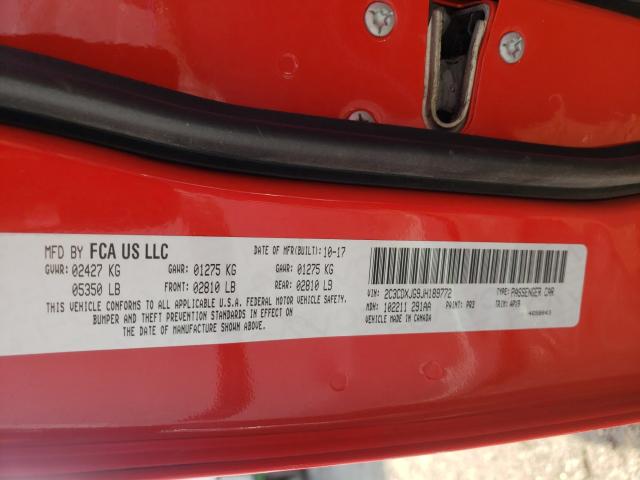 MFD BY FCA US LLC DATE OF MFR(BUILT) 10-17
GVWR: 02427 KG GAWR: 01275 KG GAWR: 01275 KG
05350 LB FRONT: 02810 LB REAR: 02810 LB
THIS VEHICLE CONFORMS TO ALL APPLICABLE U.S.A. FEDERAL MOTOR VEHICLE SAFETY,
BUMPER AND THEFT PREVENTION STANDARDS IN EFFECT ON
THE DATE OF MANUFACTURE SHOWN ABOVE.
VIN: 2C3CDXJG9JH189772 TYPE: PASSENGER CAR
MDH: 102211 291AA PAINT: PR3 TRIM: APX9
VEHICLE MADE IN CANADA